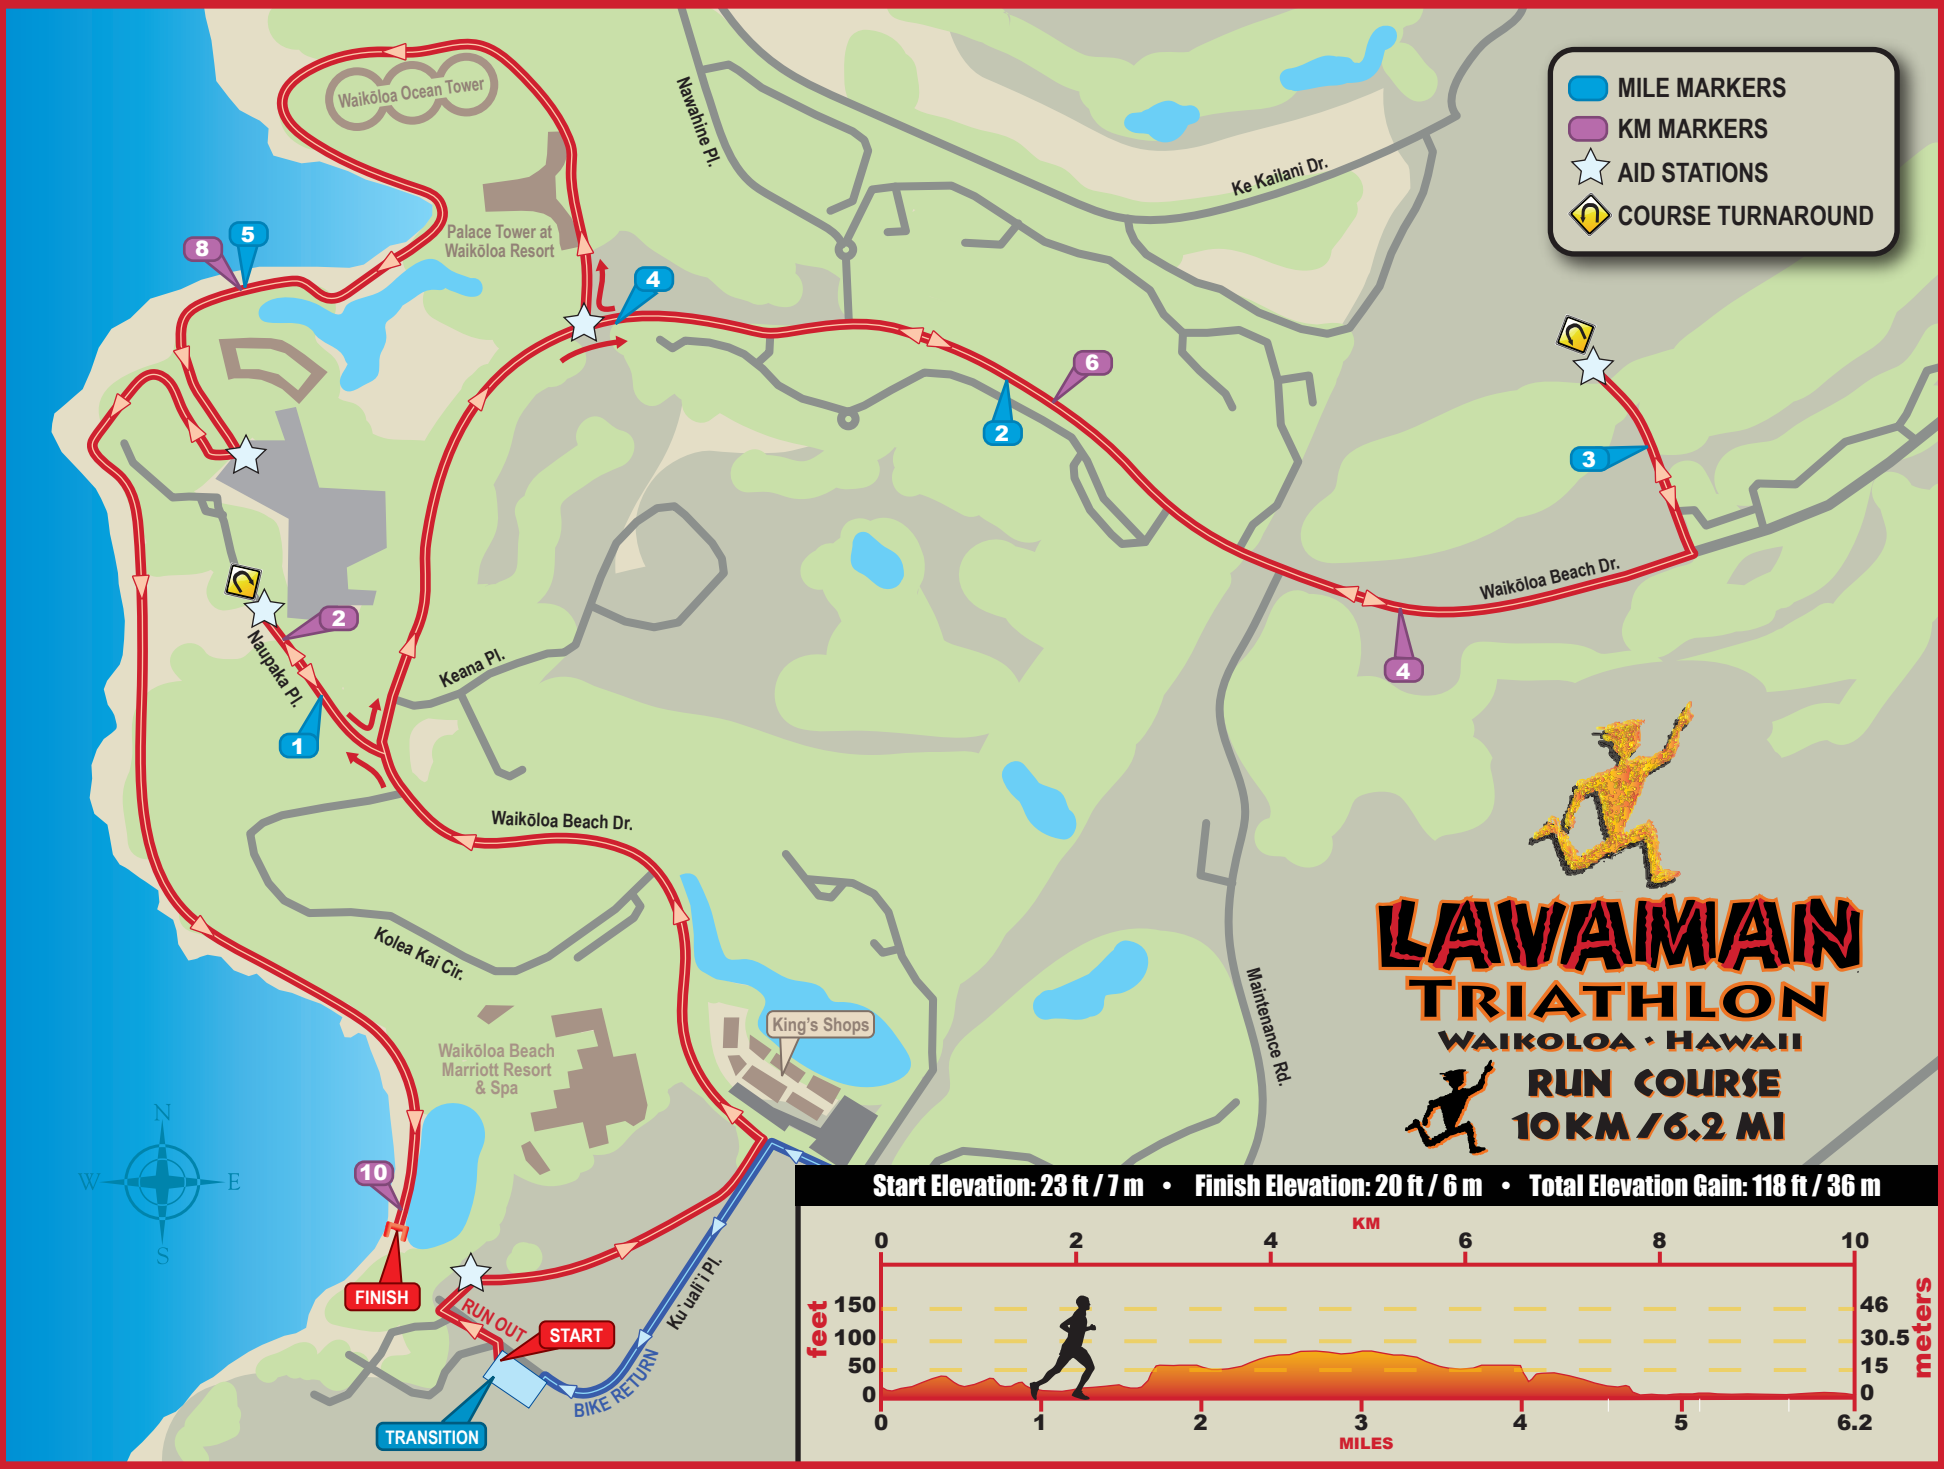 MILE MARKERS
KM MARKERS
AID STATIONS
COURSE TURNAROUND
Waikōloa Ocean Tower
Nawahine Pl.
Ke Kailani Dr.
Palace Tower at
Waikōloa Resort
8
5
4
6
2
3
Waikōloa Beach Dr.
4
2
Naupaka Pl.
1
Keana Pl.
Waikōloa Beach Dr.
Kolea Kai Cir.
Maintenance Rd.
King's Shops
Waikōloa Beach
Marriott Resort
& Spa
N
W
E
S
10
FINISH
RUN OUT
START
Ku`uali`i Pl.
BIKE RETURN
TRANSITION
LAVAMAN
TRIATHLON
WAIKOLOA • HAWAII
RUN COURSE
10KM/6.2 MI
Start Elevation: 23 ft / 7 m • Finish Elevation: 20 ft / 6 m • Total Elevation Gain: 118 ft / 36 m
KM
0 2 4 6 8 10
feet
150
100
50
0
46
30.5
15
0
meters
0 1 2 3 4 5 6.2
MILES